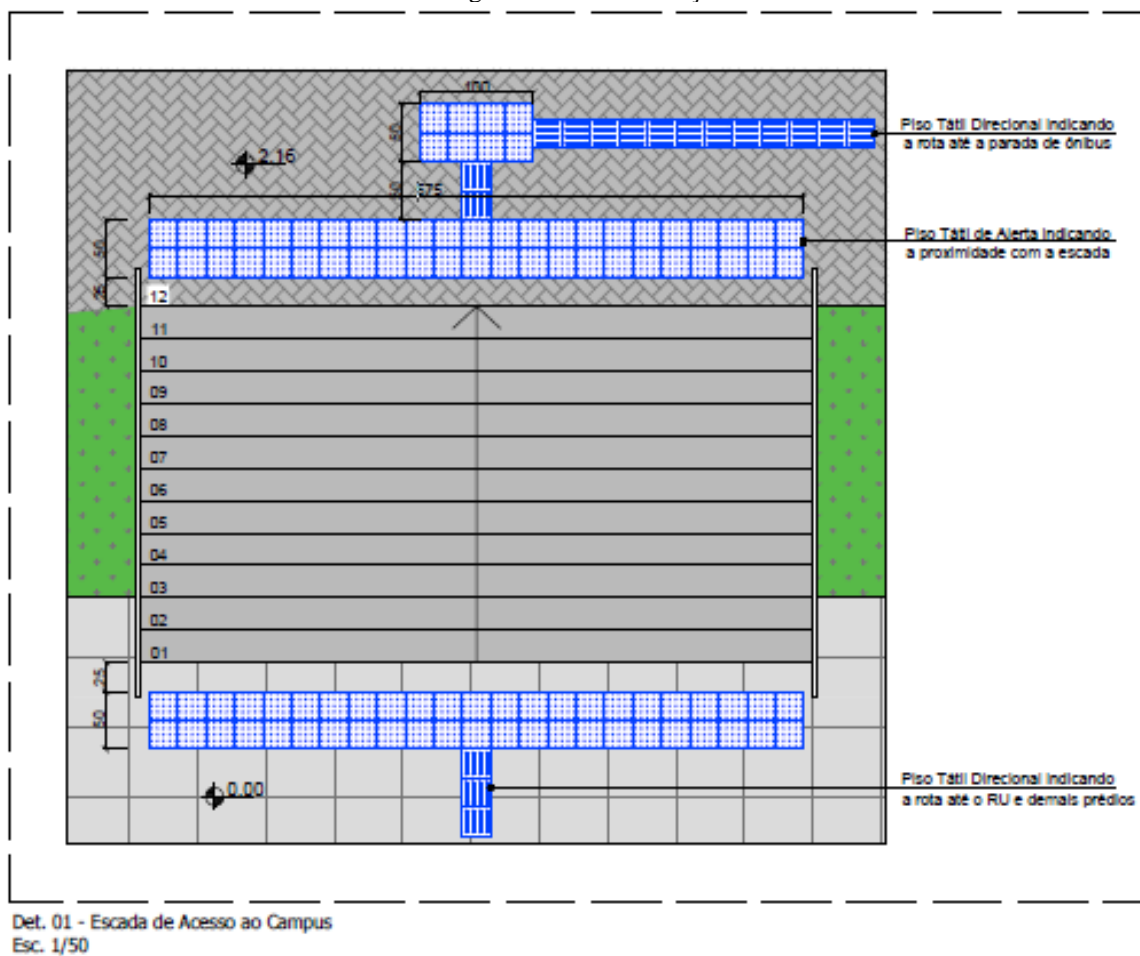 100
Piso Tátil Direcional indicando
a rota até a parada de ônibus
50
2.16
50
575
Piso Tátil de Alerta indicando
a proximidade com a escada
50
25
12
11
10
09
08
07
06
05
04
03
02
01
25
50
Piso Tátil Direcional indicando
a rota até o RU e demais prédios
0.00
Det. 01 - Escada de Acesso ao Campus
Esc. 1/50